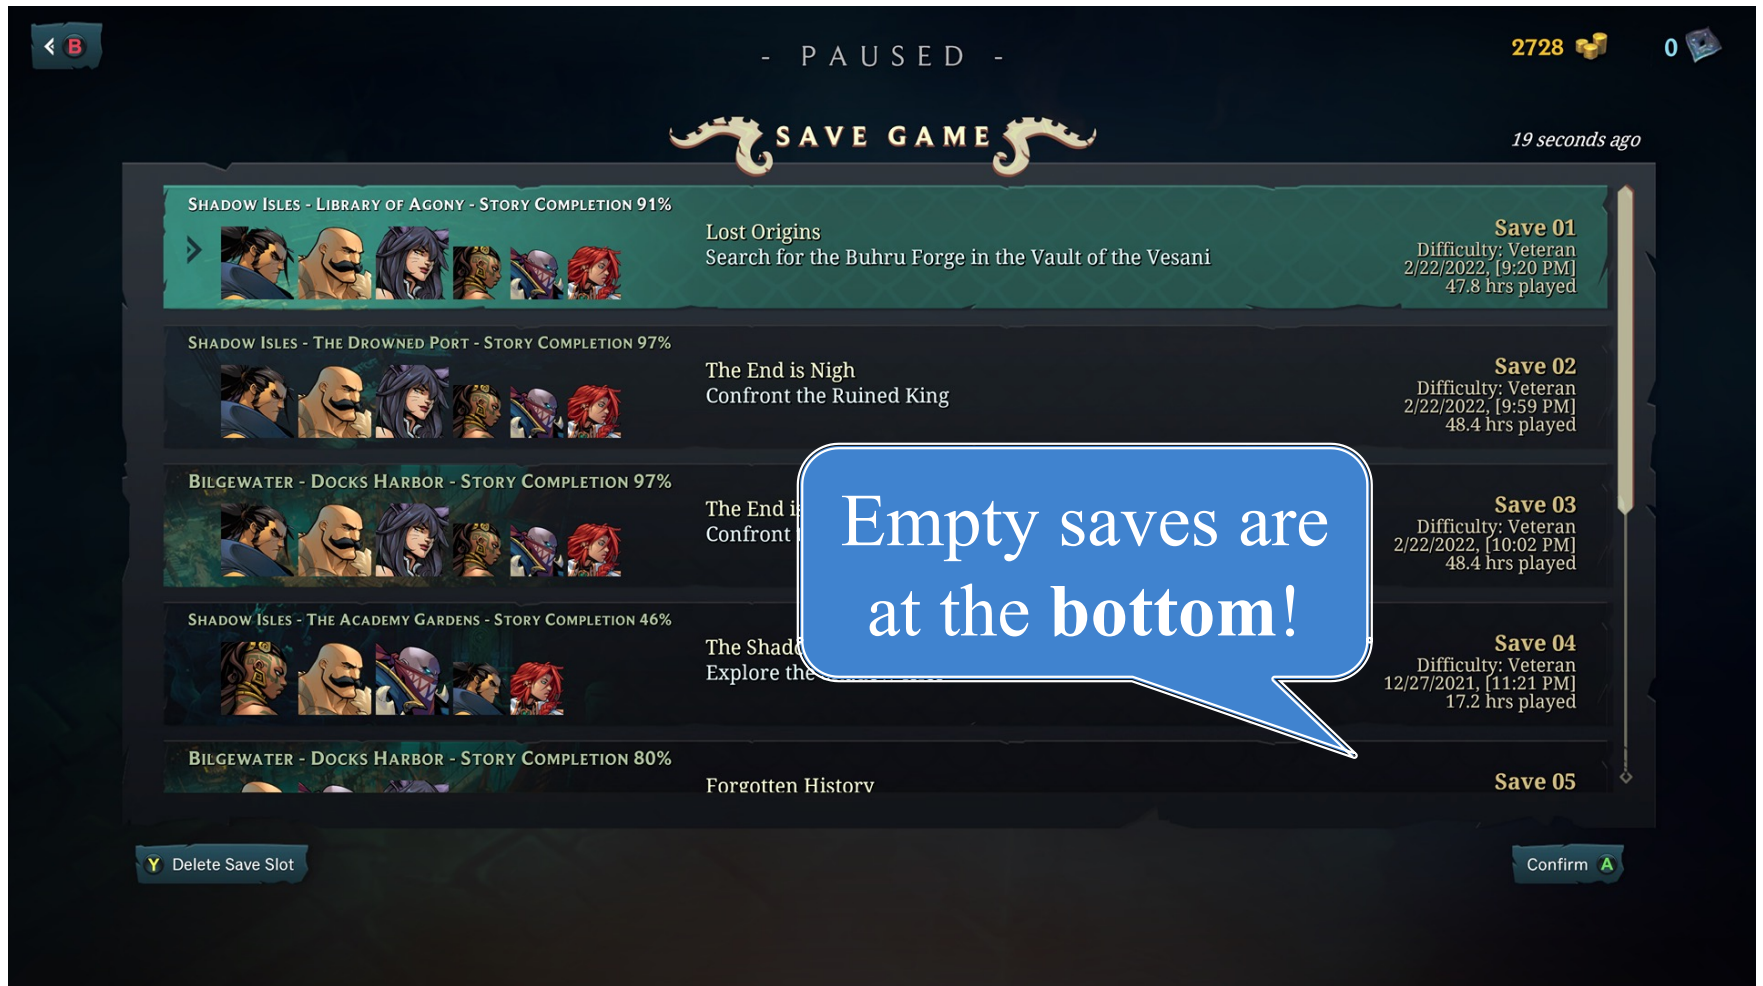 B
- PAUSED -
2728
0
SAVE GAME
19 seconds ago
SHADOW ISLES - LIBRARY OF AGONY - STORY COMPLETION 91%
Lost Origins
Search for the Buhru Forge in the Vault of the Vesani
Save 01
Difficulty: Veteran
2/22/2022, [9:20 PM]
47.8 hrs played
SHADOW ISLES - THE DROWNED PORT - STORY COMPLETION 97%
The End is Nigh
Confront the Ruined King
Save 02
Difficulty: Veteran
2/22/2022, [9:59 PM]
48.4 hrs played
BILGEWATER - DOCKS HARBOR - STORY COMPLETION 97%
The End
Confront
Save 03
Difficulty: Veteran
2/22/2022, [10:02 PM]
48.4 hrs played
Empty saves are
at the bottom!
SHADOW ISLES - THE ACADEMY GARDENS - STORY COMPLETION 46%
The
Explore the
Save 04
Difficulty: Veteran
12/27/2021, [11:21 PM]
17.2 hrs played
BILGEWATER - DOCKS HARBOR - STORY COMPLETION 80%
Forgotten History
Save 05
Y Delete Save Slot
Confirm A